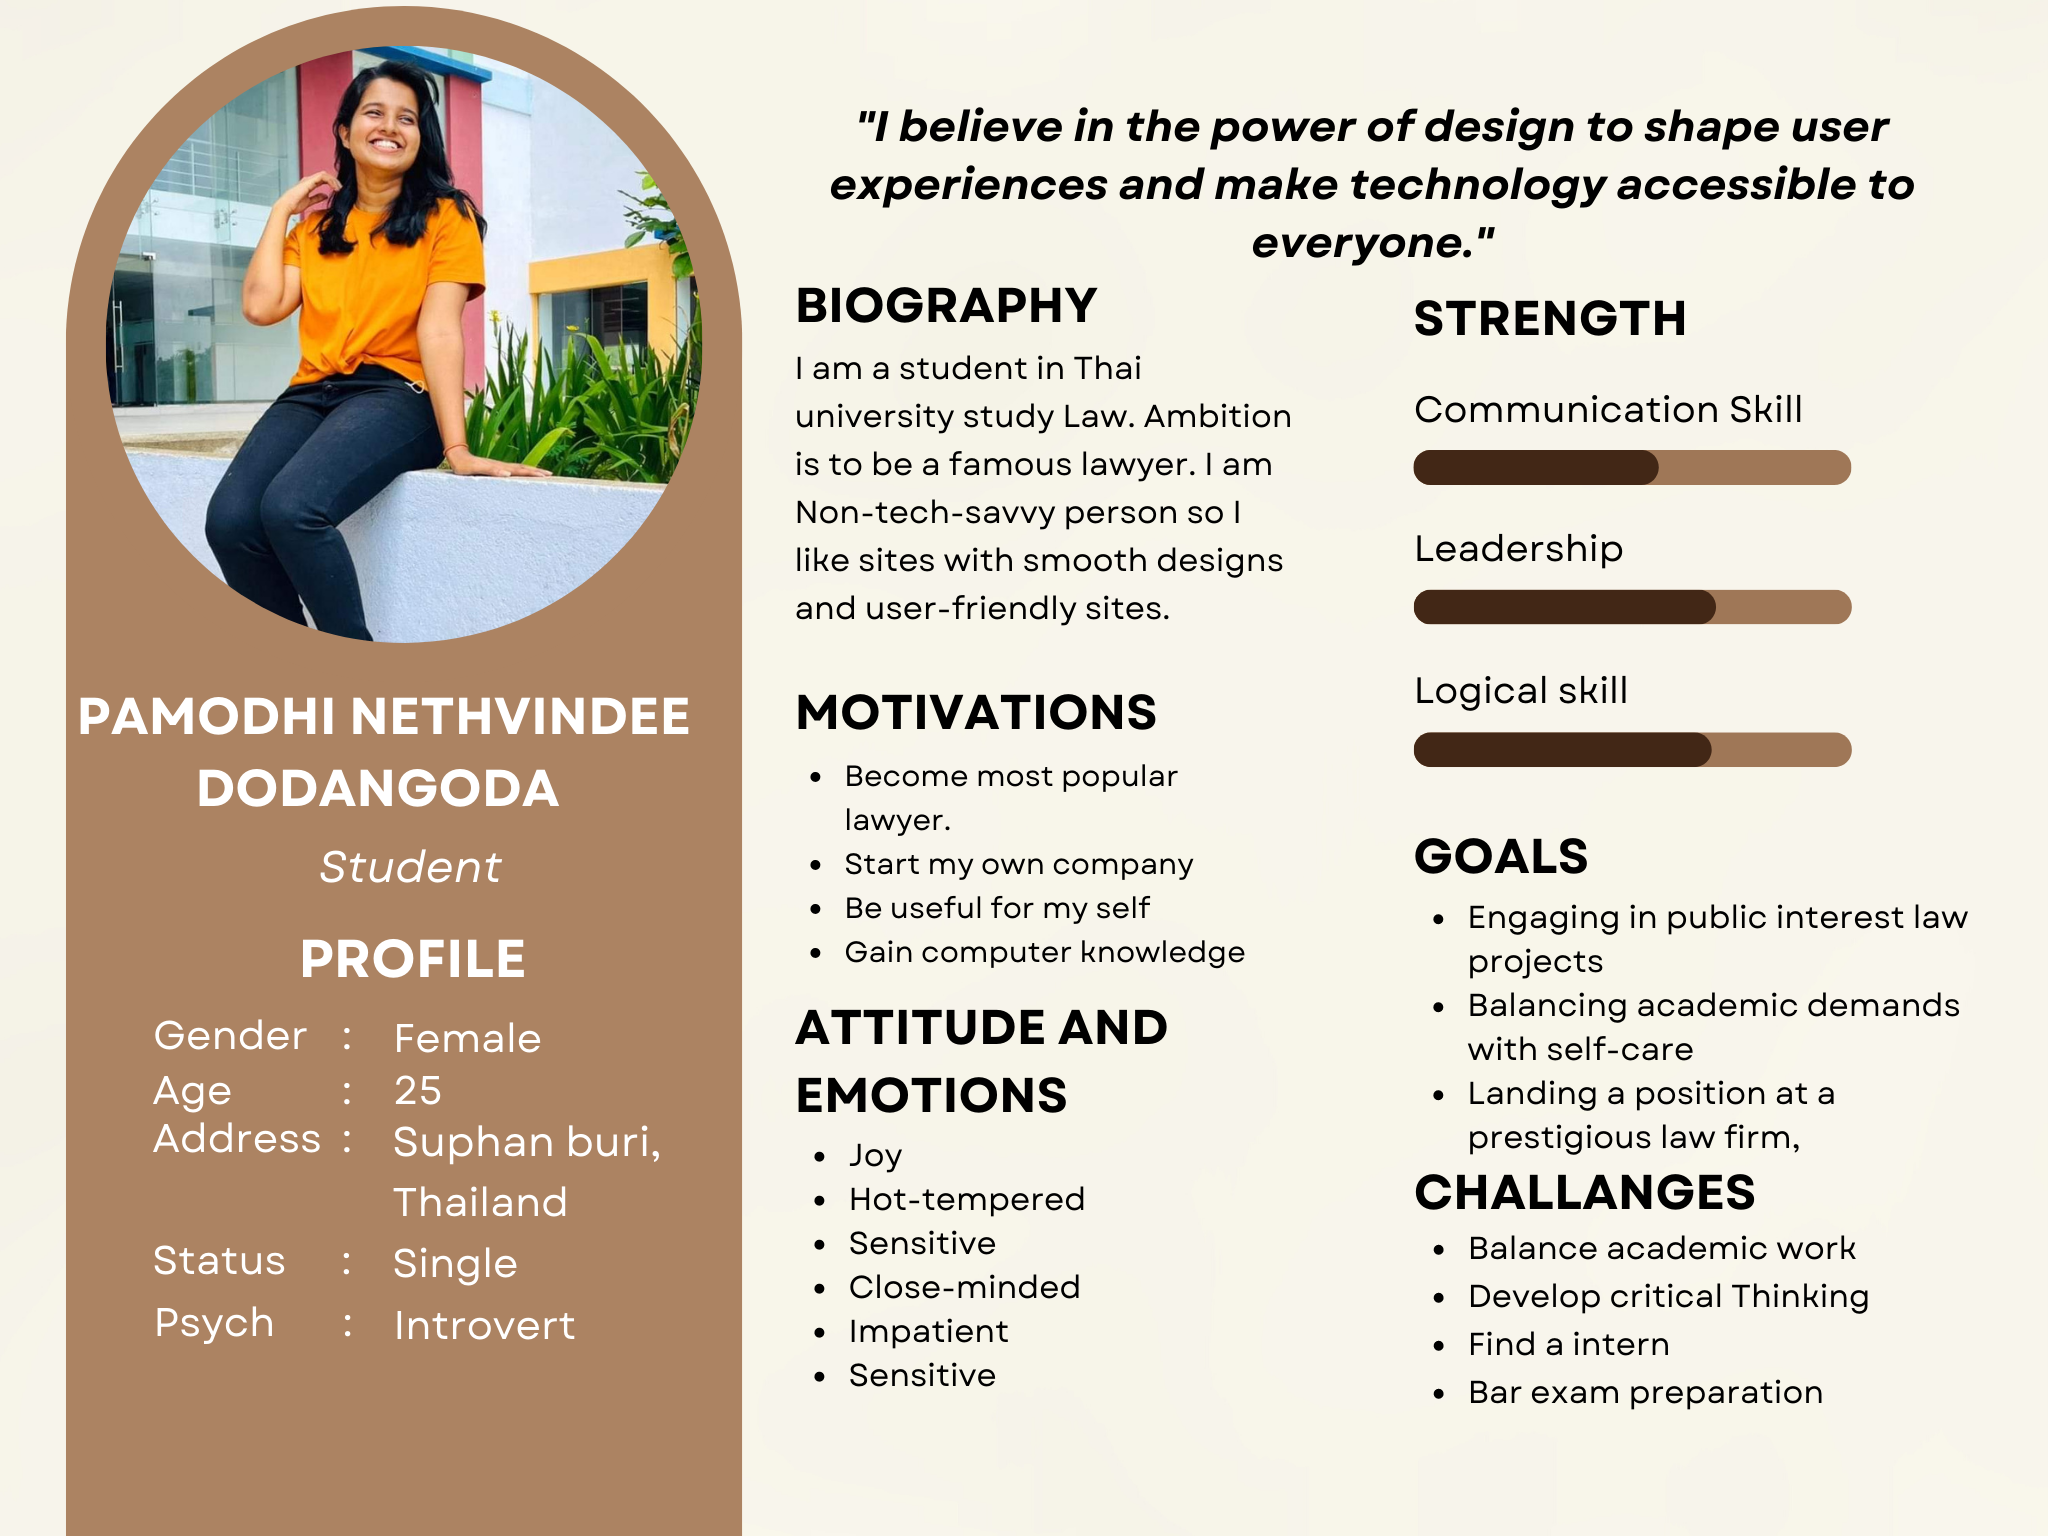 "I believe in the power of design to shape user
experiences and make technology accessible to
everyone."
PAMODHI NETHVINDEE
DODANGODA
Student
PROFILE
Gender : Female
Age : 25
Address : Suphan buri,
Thailand
Status : Single
Psych : Introvert
BIOGRAPHY
I am a student in Thai
university study Law. Ambition
is to be a famous lawyer. I am
Non-tech-savvy person so I
like sites with smooth designs
and user-friendly sites.
MOTIVATIONS
• Become most popular
lawyer.
• Start my own company
• Be useful for my self
• Gain computer knowledge
ATTITUDE AND
EMOTIONS
• Joy
• Hot-tempered
• Sensitive
• Close-minded
• Impatient
• Sensitive
STRENGTH
Communication Skill
Leadership
Logical skill
GOALS
• Engaging in public interest law
projects
• Balancing academic demands
with self-care
• Landing a position at a
prestigious law firm,
CHALLANGES
• Balance academic work
• Develop critical Thinking
• Find a intern
• Bar exam preparation